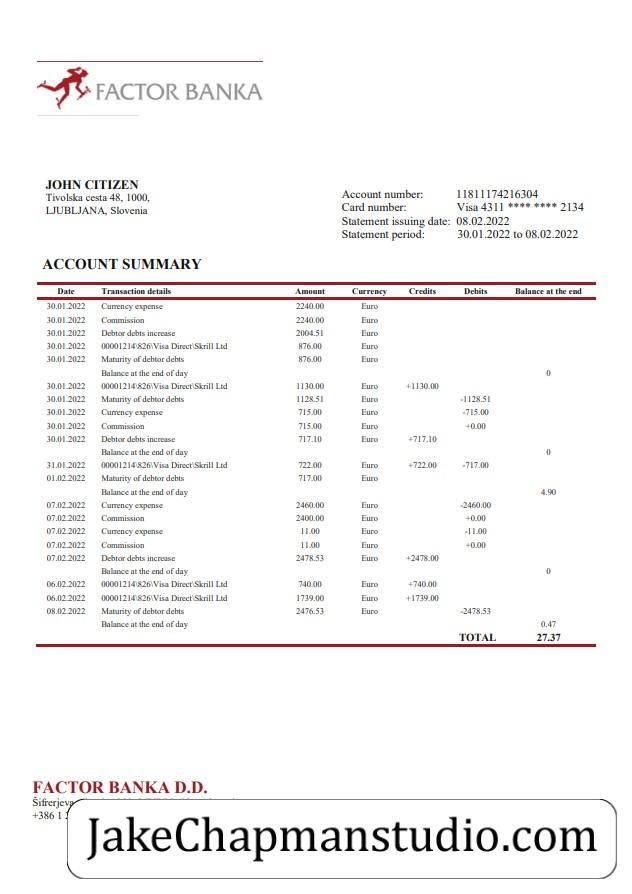 FACTOR BANKA
JOHN CITIZEN
Tivolska cesta 48, 1000,
LJUBLJANA, Slovenia
Account number: 11811174216304
Card number: Visa 4311 **** **** 2134
Statement issuing date: 08.02.2022
Statement period: 30.01.2022 to 08.02.2022
ACCOUNT SUMMARY
Date Transaction details Amount Currency Credits Debits Balance at the end
30.01.2022 Currency expense 2240.00 Euro
30.01.2022 Commission 2240.00 Euro
30.01.2022 Debtor debts increase 2004.51 Euro
30.01.2022 00001214\826\Visa Direct\Skrill Ltd 876.00 Euro
30.01.2022 Maturity of debtor debts 876.00 Euro
Balance at the end of day 0
30.01.2022 00001214\826\Visa Direct\Skrill Ltd 1130.00 Euro +1130.00
30.01.2022 Maturity of debtor debts 1128.51 Euro -1128.51
30.01.2022 Currency expense 715.00 Euro -715.00
30.01.2022 Commission 715.00 Euro +0.00
30.01.2022 Debtor debts increase 717.10 Euro +717.10
Balance at the end of day 0
31.01.2022 00001214\826\Visa Direct\Skrill Ltd 722.00 Euro +722.00 -717.00
01.02.2022 Maturity of debtor debts 717.00 Euro
Balance at the end of day 4.90
07.02.2022 Currency expense 2460.00 Euro -2460.00
07.02.2022 Commission 2400.00 Euro +0.00
07.02.2022 Currency expense 11.00 Euro -11.00
07.02.2022 Commission 11.00 Euro +0.00
07.02.2022 Debtor debts increase 2478.53 Euro +2478.00
Balance at the end of day 0
06.02.2022 00001214\826\Visa Direct\Skrill Ltd 740.00 Euro +740.00
06.02.2022 00001214\826\Visa Direct\Skrill Ltd 1739.00 Euro +1739.00
08.02.2022 Maturity of debtor debts 2476.53 Euro -2478.53
Balance at the end of day 0.47
TOTAL 27.37
FACTOR BANKA D.D.
Šifrerjeva
+386 1
JakeChapmanstudio.com